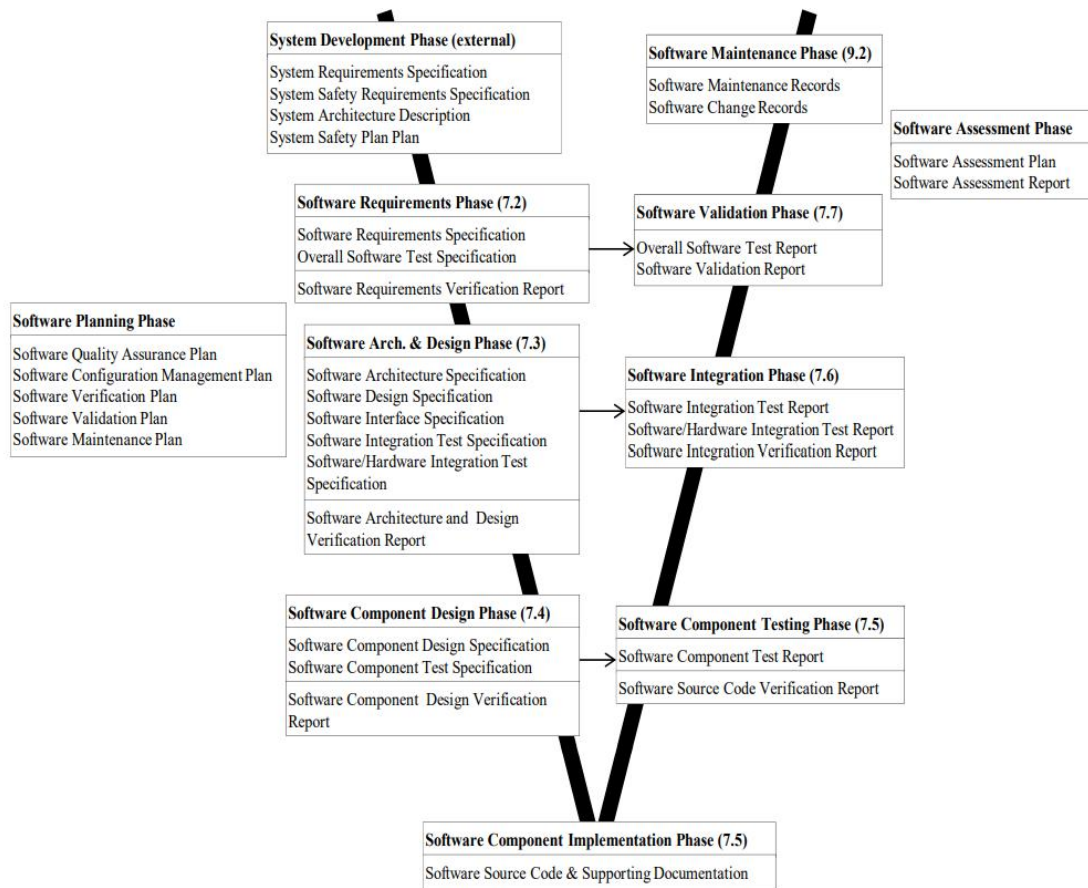 System Development Phase (external)
System Requirements Specification
System Safety Requirements Specification
System Architecture Description
System Safety Plan Plan
Software Maintenance Phase (9.2)
Software Maintenance Records
Software Change Records
Software Assessment Phase
Software Assessment Plan
Software Assessment Report
Software Requirements Phase (7.2)
Software Requirements Specification
Overall Software Test Specification
Software Requirements Verification Report
Software Validation Phase (7.7)
Overall Software Test Report
Software Validation Report
Software Planning Phase
Software Quality Assurance Plan
Software Configuration Management Plan
Software Verification Plan
Software Validation Plan
Software Maintenance Plan
Software Arch. & Design Phase (7.3)
Software Architecture Specification
Software Design Specification
Software Interface Specification
Software Integration Test Specification
Software/Hardware Integration Test
Specification
Software Architecture and Design
Verification Report
Software Integration Phase (7.6)
Software Integration Test Report
Software/Hardware Integration Test Report
Software Integration Verification Report
Software Component Design Phase (7.4)
Software Component Design Specification
Software Component Test Specification
Software Component Design Verification
Report
Software Component Testing Phase (7.5)
Software Component Test Report
Software Source Code Verification Report
Software Component Implementation Phase (7.5)
Software Source Code & Supporting Documentation